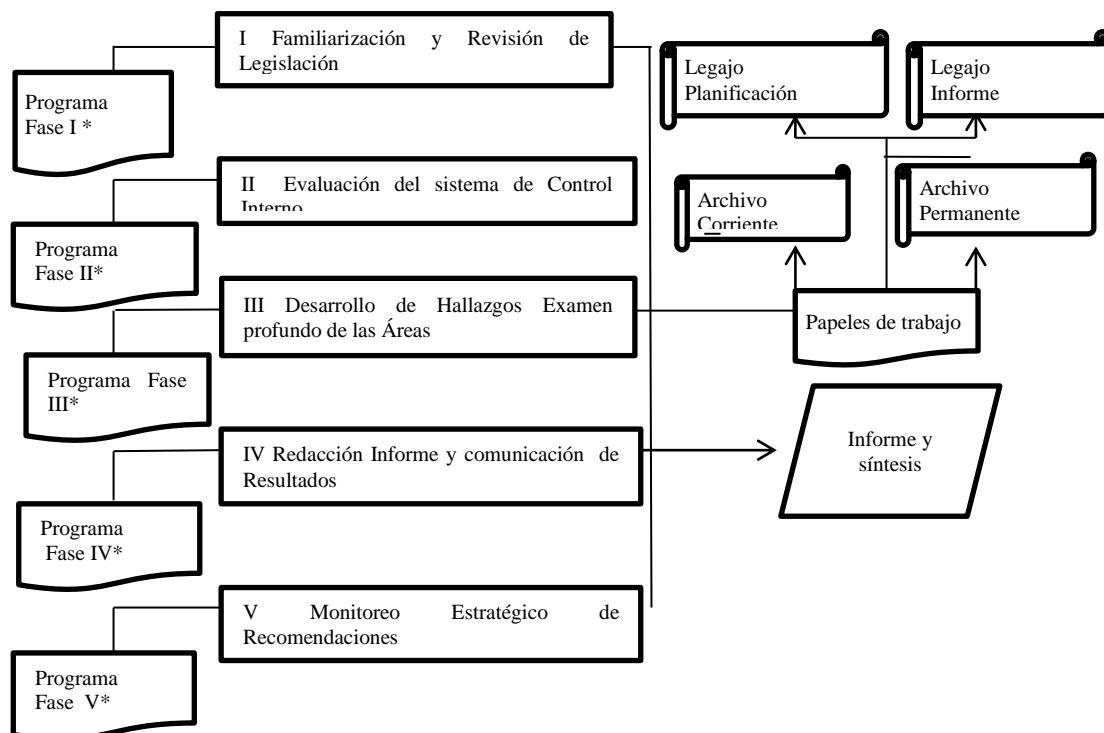 I Familiarización y Revisión de
Legislación
Programa
Fase I *
II Evaluación del sistema de Control
Interno
Programa
Fase II*
III Desarrollo de Hallazgos Examen
profundo de las Áreas
Programa Fase
III*
IV Redacción Informe y comunicación de
Resultados
Programa
Fase IV*
V Monitoreo Estratégico de
Recomendaciones
Programa
Fase V*
Legajo
Planificación
Legajo
Informe
Archivo
Corriente
Archivo
Permanente
Papeles de trabajo
Informe y
síntesis